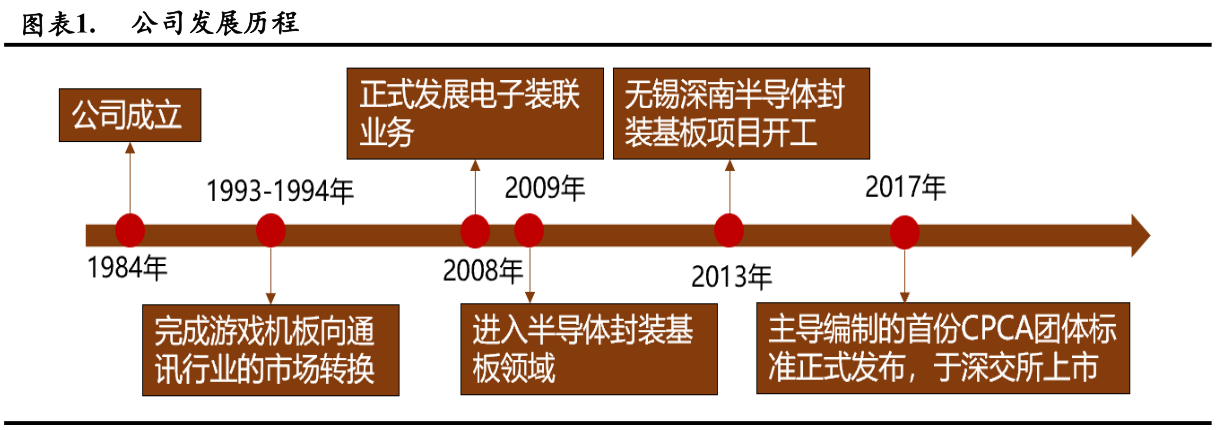 图表1. 公司发展历程
公司成立
正式发展电子装联
业务
无锡深南半导体封
装基板项目开工
1993-1994年
2009年
2017年
1984年
2008年
2013年
完成游戏机板向通
讯行业的市场转换
进入半导体封装基
板领域
主导编制的首份CPCA团体标
准正式发布，于深交所上市